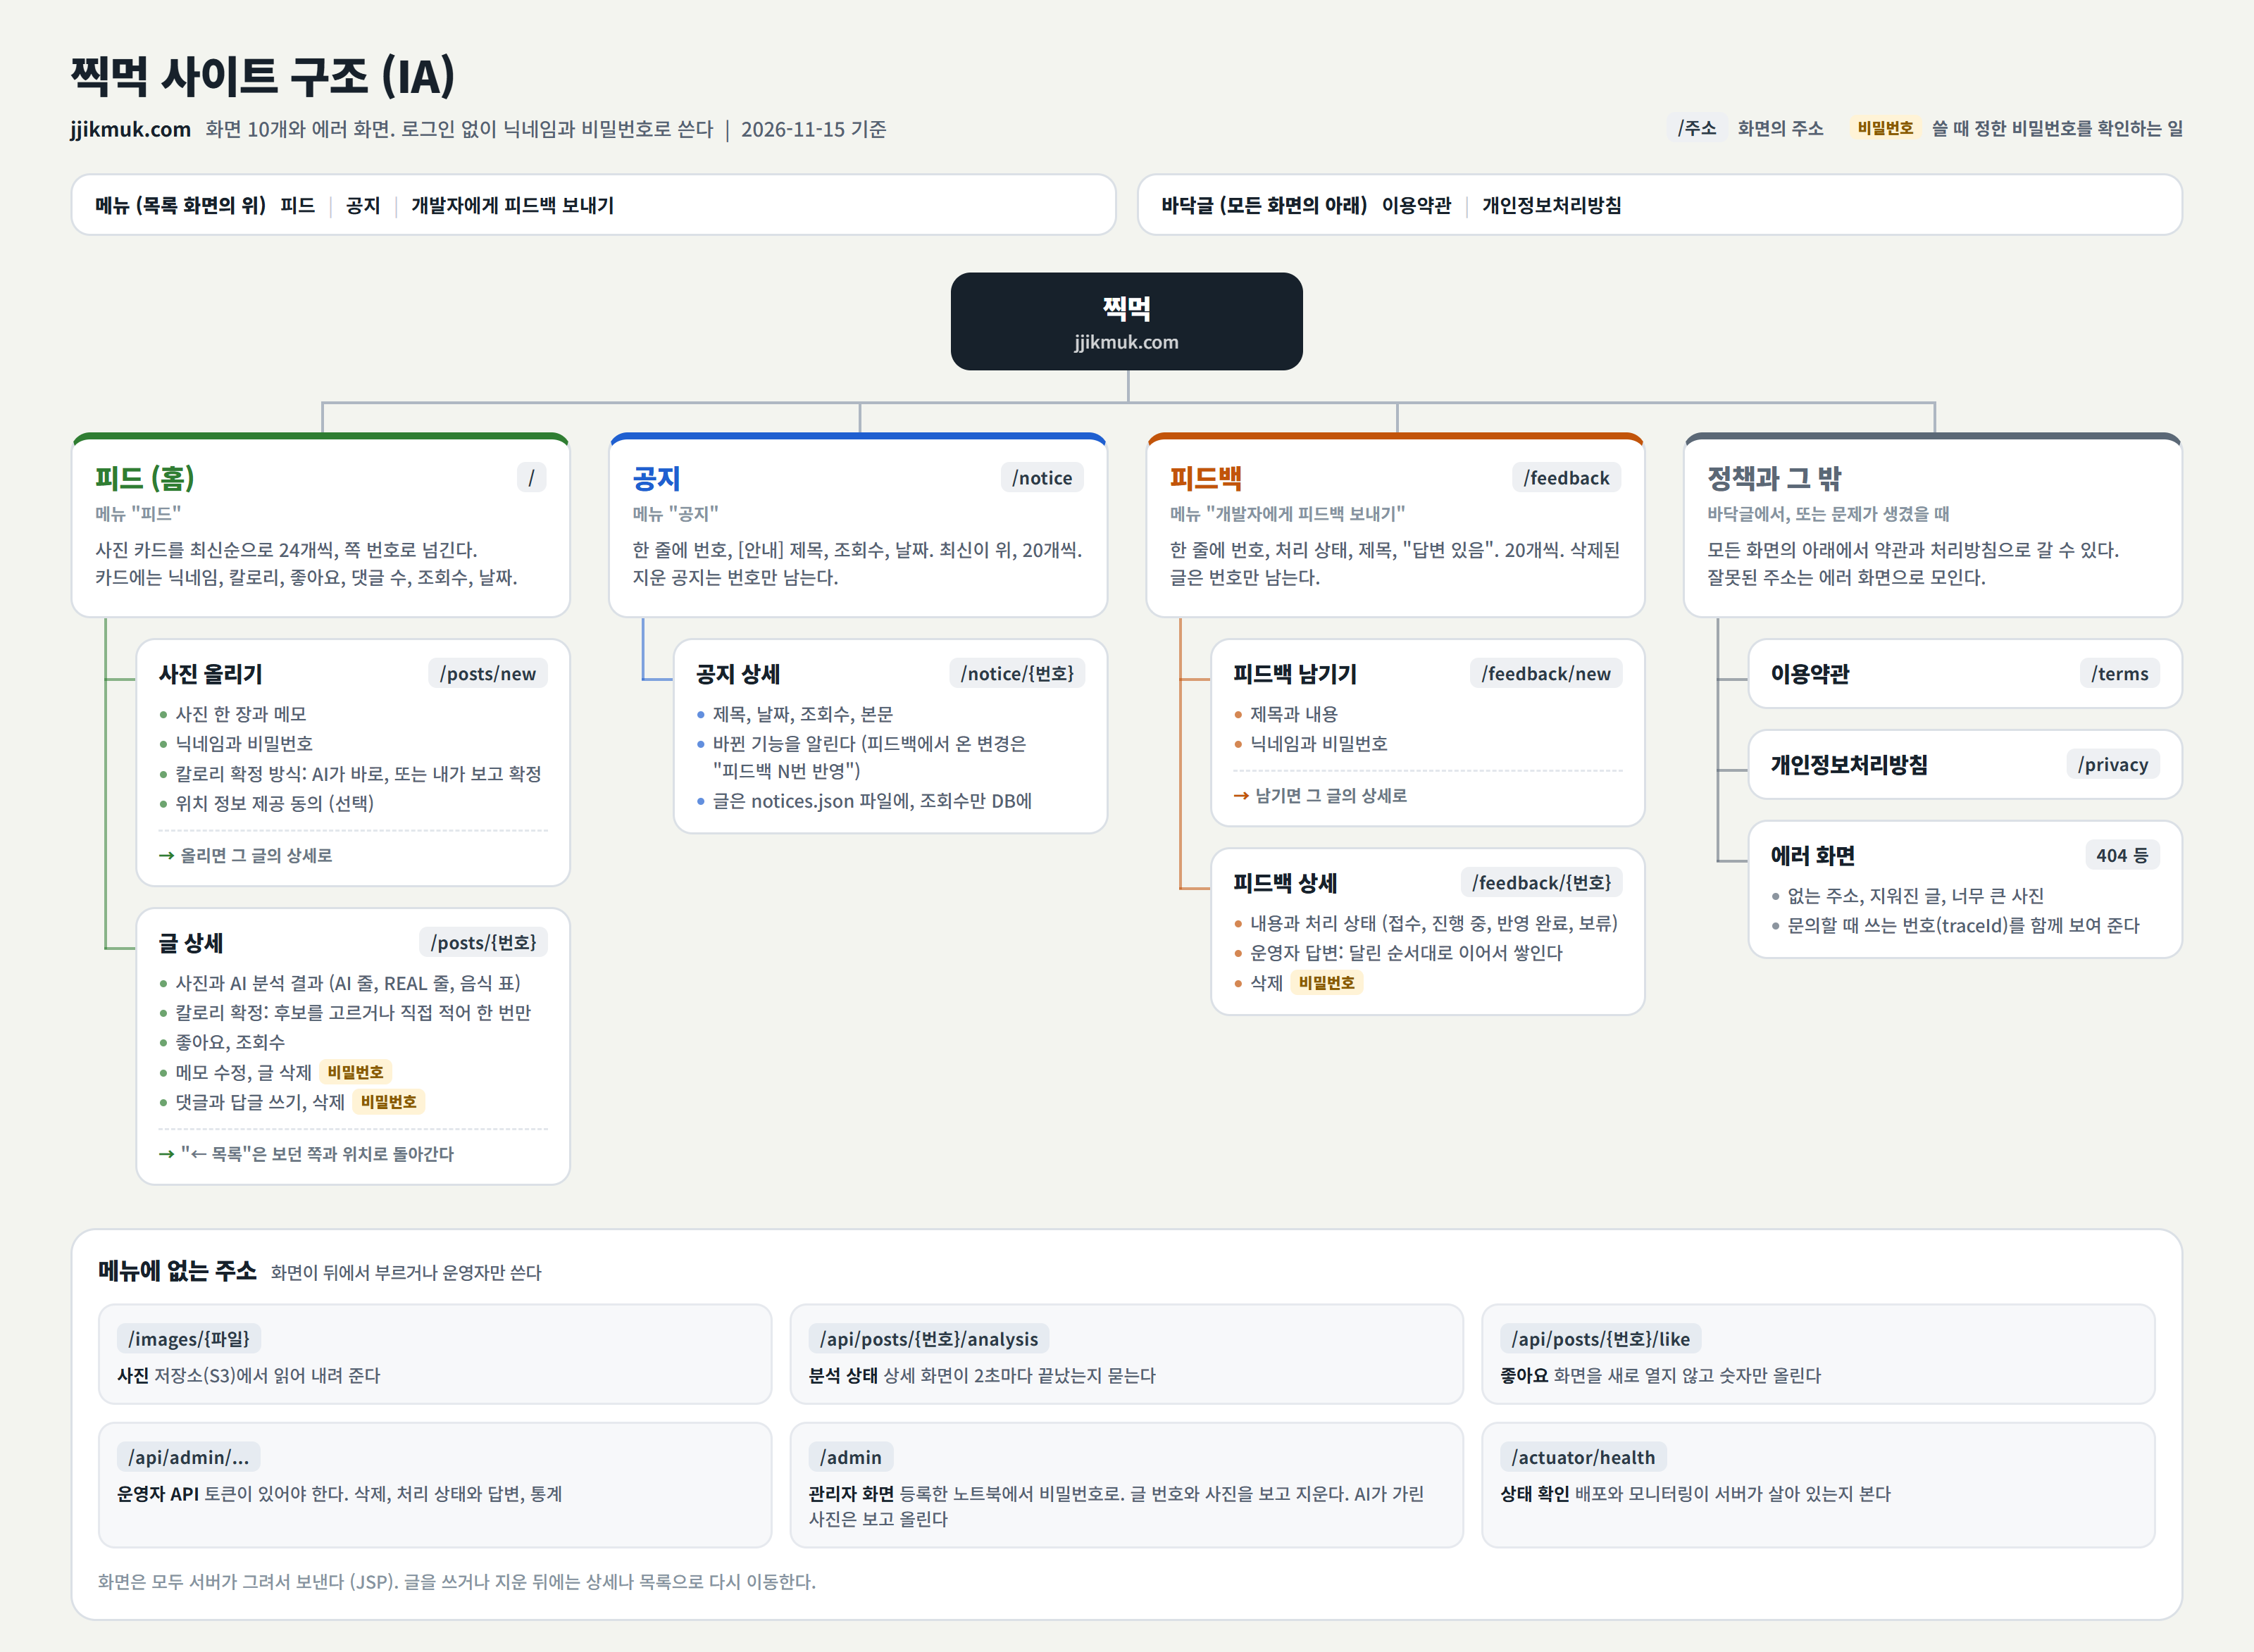 찍먹 사이트 구조 (IA)
jjikmuk.com 화면 10개와 에러 화면. 로그인 없이 닉네임과 비밀번호로 쓴다 | 2026-11-15 기준
/주소 화면의 주소 비밀번호 쓸 때 정한 비밀번호를 확인하는 일
메뉴 (목록 화면의 위) 피드 | 공지 | 개발자에게 피드백 보내기
바닥글 (모든 화면의 아래) 이용약관 | 개인정보처리방침
찍먹
jjikmuk.com
피드 (홈) /
메뉴 "피드"
사진 카드를 최신순으로 24개씩, 쪽 번호로 넘긴다.
카드에는 닉네임, 칼로리, 좋아요, 댓글 수, 조회수, 날짜.
사진 올리기 /posts/new
• 사진 한 장과 메모
• 닉네임과 비밀번호
• 칼로리 확정 방식: AI가 바로, 또는 내가 보고 확정
• 위치 정보 제공 동의 (선택)
→ 올리면 그 글의 상세로
글 상세 /posts/{번호}
• 사진과 AI 분석 결과 (AI 줄, REAL 줄, 음식 표)
• 칼로리 확정: 후보를 고르거나 직접 적어 한 번만
• 좋아요, 조회수
• 메모 수정, 글 삭제 비밀번호
• 댓글과 답글 쓰기, 삭제 비밀번호
→ "← 목록"은 보던 쪽과 위치로 돌아간다
공지 /notice
메뉴 "공지"
한 줄에 번호, [안내] 제목, 조회수, 날짜. 최신이 위, 20개씩.
지운 공지는 번호만 남는다.
공지 상세 /notice/{번호}
• 제목, 날짜, 조회수, 본문
• 바뀐 기능을 알린다 (피드백에서 온 변경은
"피드백 N번 반영")
• 글은 notices.json 파일에, 조회수만 DB에
피드백 /feedback
메뉴 "개발자에게 피드백 보내기"
한 줄에 번호, 처리 상태, 제목, "답변 있음". 20개씩. 삭제된
글은 번호만 남는다.
피드백 남기기 /feedback/new
• 제목과 내용
• 닉네임과 비밀번호
→ 남기면 그 글의 상세로
피드백 상세 /feedback/{번호}
• 내용과 처리 상태 (접수, 진행 중, 반영 완료, 보류)
• 운영자 답변: 달린 순서대로 이어서 쌓인다
• 삭제 비밀번호
정책과 그 밖
바닥글에서, 또는 문제가 생겼을 때
모든 화면의 아래에서 약관과 처리방침으로 갈 수 있다.
잘못된 주소는 에러 화면으로 모인다.
이용약관 /terms
개인정보처리방침 /privacy
에러 화면 404 등
• 없는 주소, 지워진 글, 너무 큰 사진
• 문의할 때 쓰는 번호(traceId)를 함께 보여 준다
메뉴에 없는 주소 화면이 뒤에서 부르거나 운영자만 쓴다
/images/{파일}
사진 저장소(S3)에서 읽어 내려 준다
/api/posts/{번호}/analysis
분석 상태 상세 화면이 2초마다 끝났는지 묻는다
/api/posts/{번호}/like
좋아요 화면을 새로 열지 않고 숫자만 올린다
/api/admin/...
운영자 API 토큰이 있어야 한다. 삭제, 처리 상태와 답변, 통계
/admin
관리자 화면 등록한 노트북에서 비밀번호로. 글 번호와 사진을 보고 지운다. AI가 가린
사진은 보고 올린다
/actuator/health
상태 확인 배포와 모니터링이 서버가 살아 있는지 본다
화면은 모두 서버가 그려서 보낸다 (JSP). 글을 쓰거나 지운 뒤에는 상세나 목록으로 다시 이동한다.